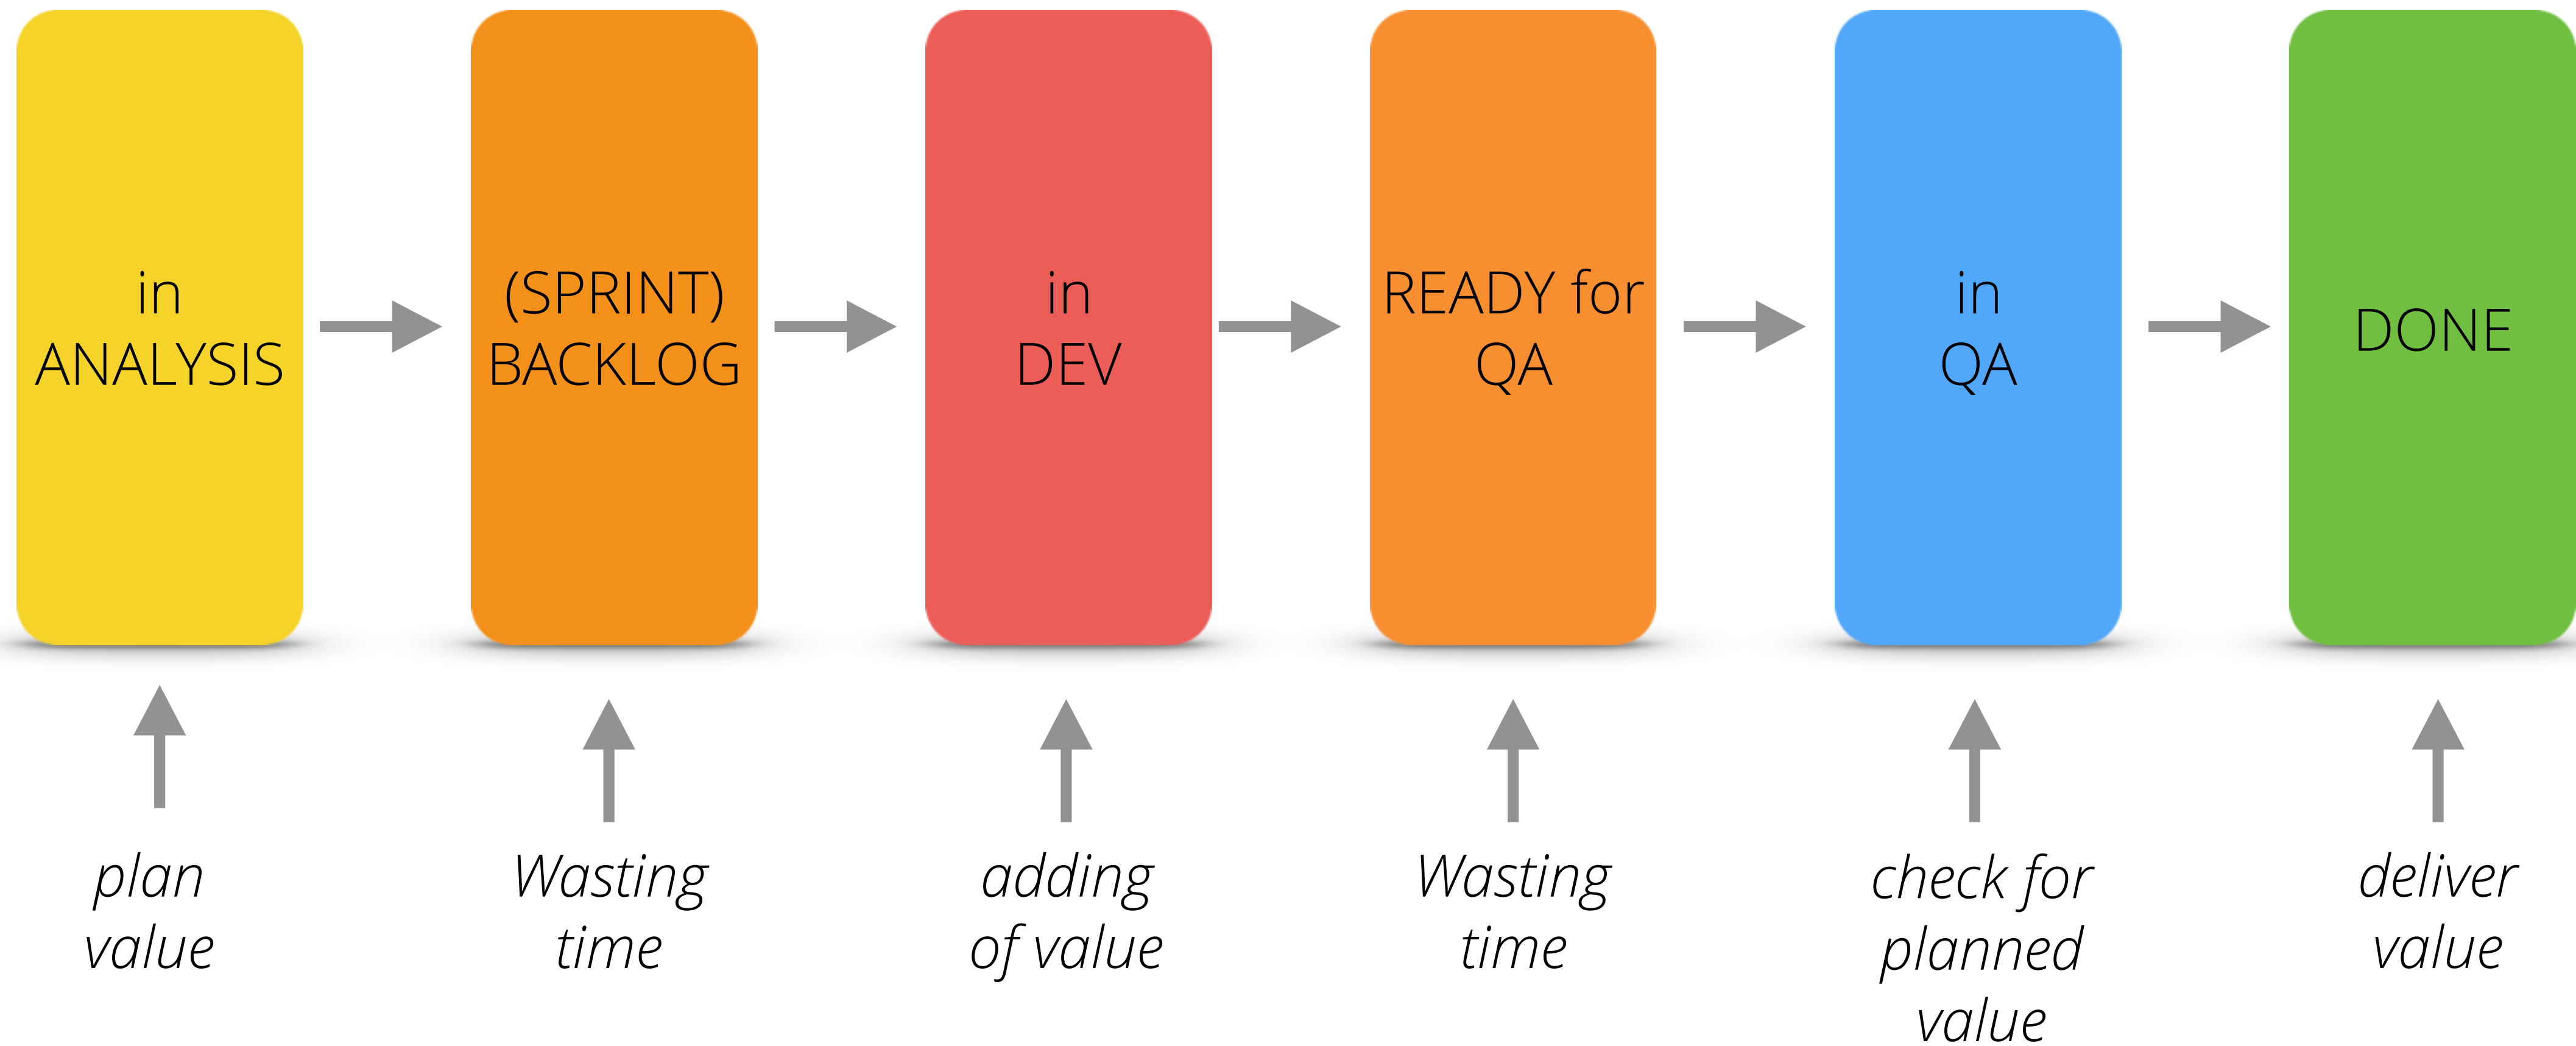 in
ANALYSIS
(SPRINT)
BACKLOG
in
DEV
READY for
QA
in
QA
DONE
plan
value
Wasting
time
adding
of value
Wasting
time
check for
planned
value
deliver
value